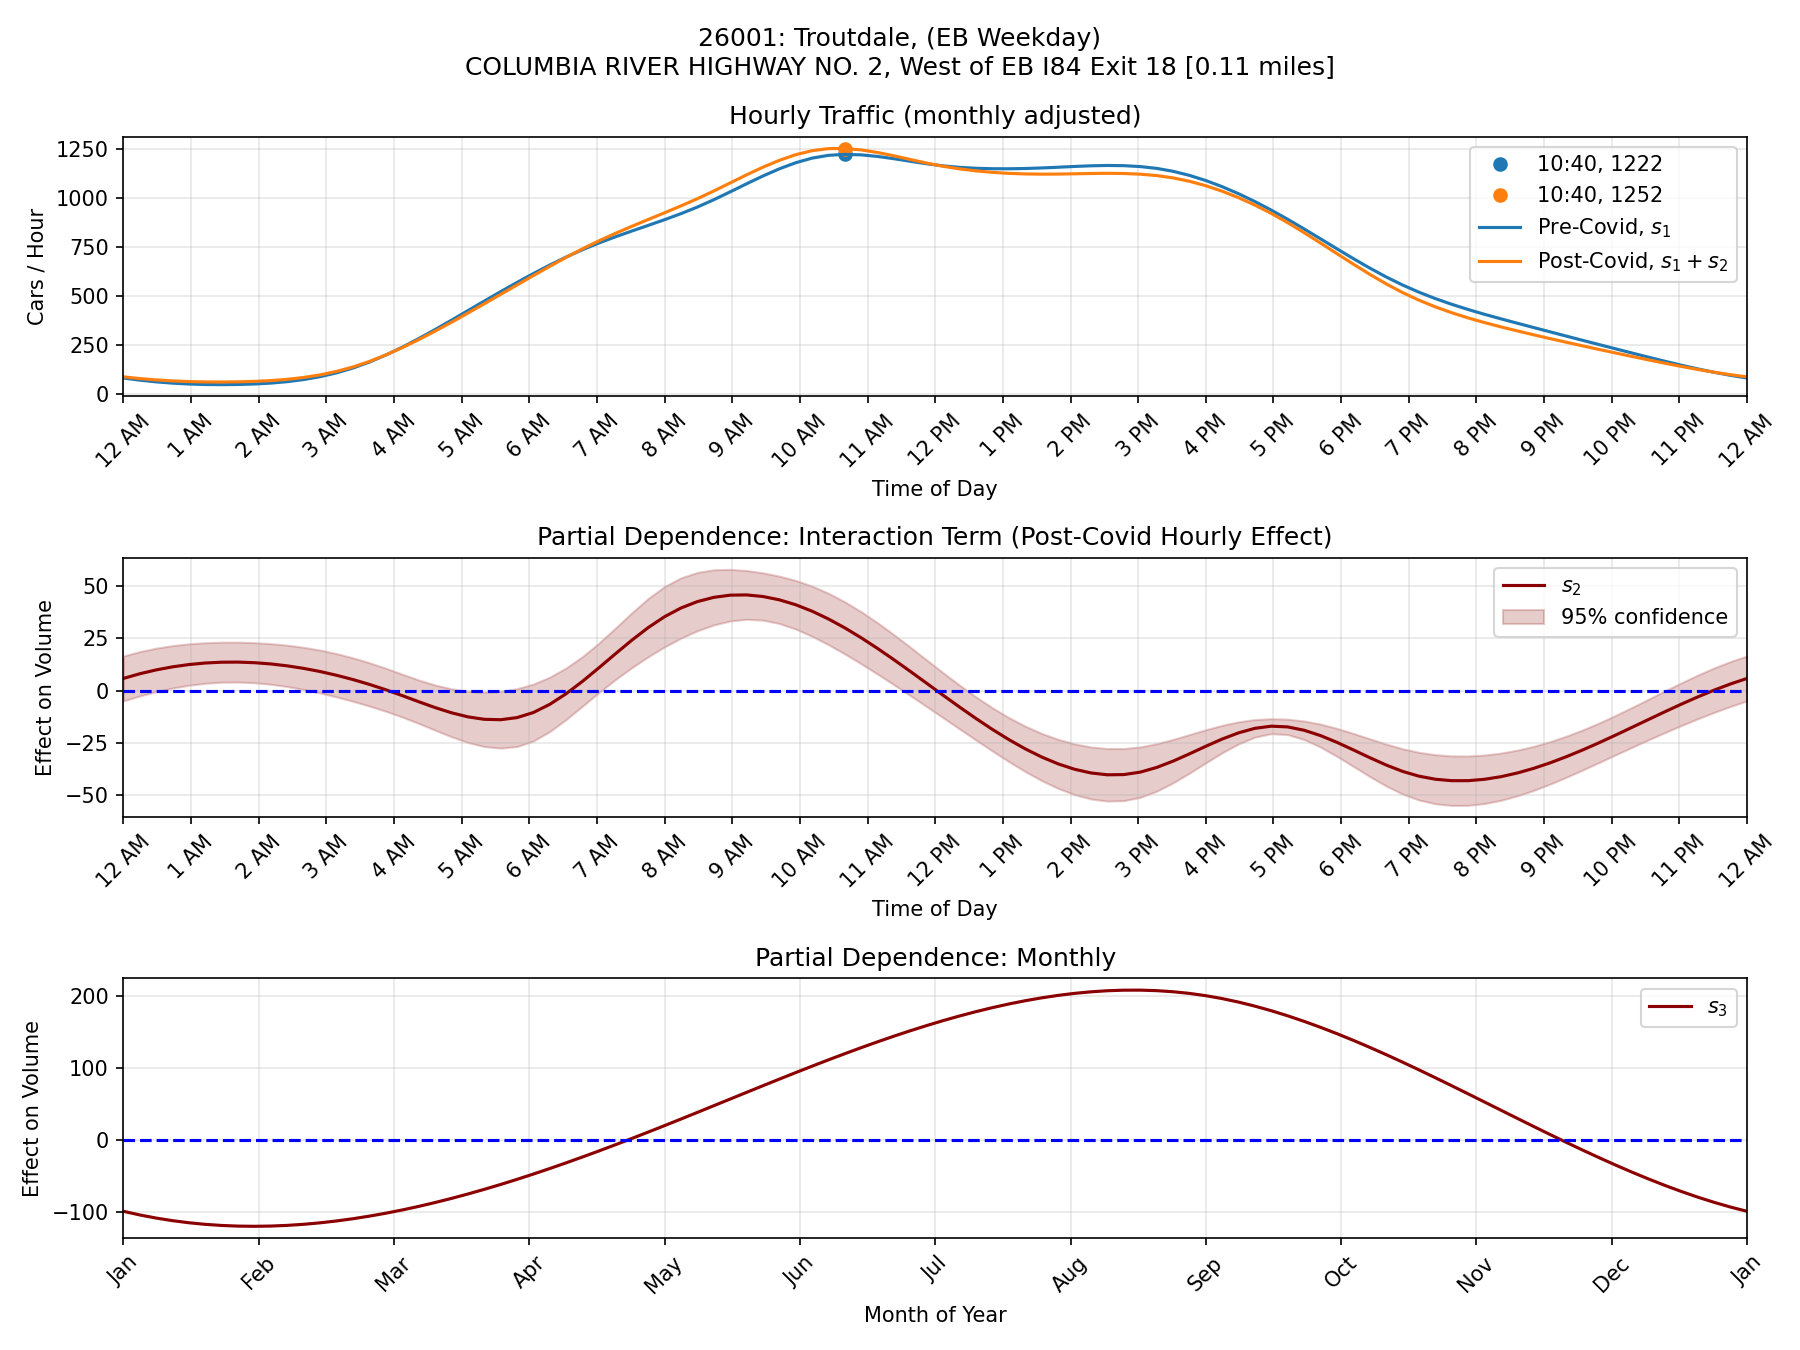 26001: Troutdale, (EB Weekday)
COLUMBIA RIVER HIGHWAY NO. 2, West of EB I84 Exit 18 [0.11 miles]
Hourly Traffic (monthly adjusted)
Cars / Hour
1250
1000
750
500
250
0
10:40, 1222
10:40, 1252
Pre-Covid, s₁
Post-Covid, s₁ + s₂
12 AM 1 AM 2 AM 3 AM 4 AM 5 AM 6 AM 7 AM 8 AM 9 AM 10 AM 11 AM 12 PM 1 PM 2 PM 3 PM 4 PM 5 PM 6 PM 7 PM 8 PM 9 PM 10 PM 11 PM 12 AM
Time of Day
Partial Dependence: Interaction Term (Post-Covid Hourly Effect)
Effect on Volume
50
25
0
−25
−50
s₂
95% confidence
12 AM 1 AM 2 AM 3 AM 4 AM 5 AM 6 AM 7 AM 8 AM 9 AM 10 AM 11 AM 12 PM 1 PM 2 PM 3 PM 4 PM 5 PM 6 PM 7 PM 8 PM 9 PM 10 PM 11 PM 12 AM
Time of Day
Partial Dependence: Monthly
Effect on Volume
200
100
0
−100
s₃
Jan Feb Mar Apr May Jun Jul Aug Sep Oct Nov Dec Jan
Month of Year